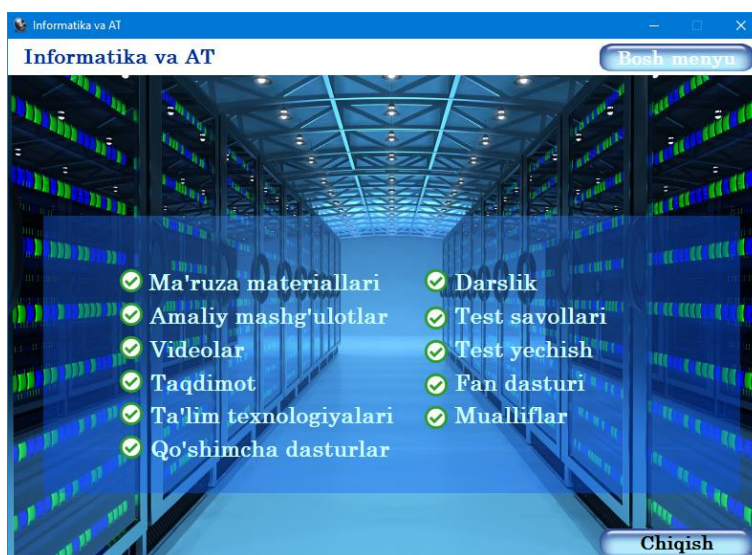 Informatika va AT
Informatika va AT
Bosh menyu
Ma'ruza materiallari
Amaliy mashg'ulotlar
Videolar
Taqdimot
Ta'lim texnologiyalari
Qo'shimcha dasturlar
Darslik
Test savollari
Test yechish
Fan dasturi
Mualliflar
Chiqish